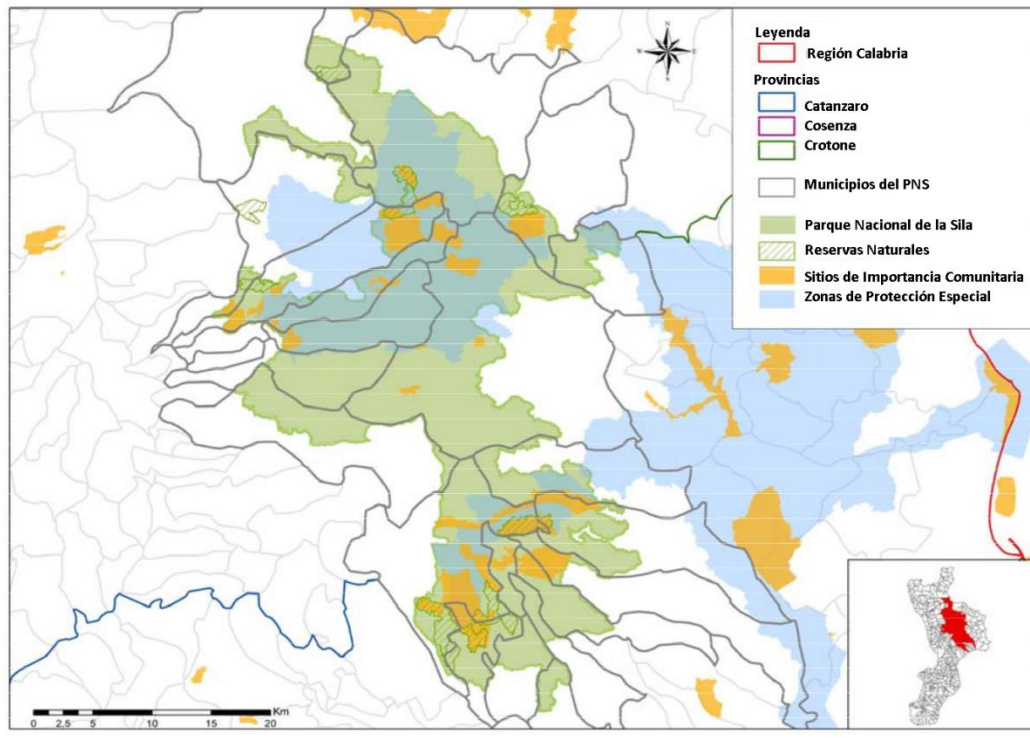 Leyenda
Región Calabria
Provincias
Catanzaro
Cosenza
Crotone
Municipios del PNS
Parque Nacional de la Sila
Reservas Naturales
Sitios de Importancia Comunitaria
Zonas de Protección Especial
Km
0 2,5 5 10 15 20